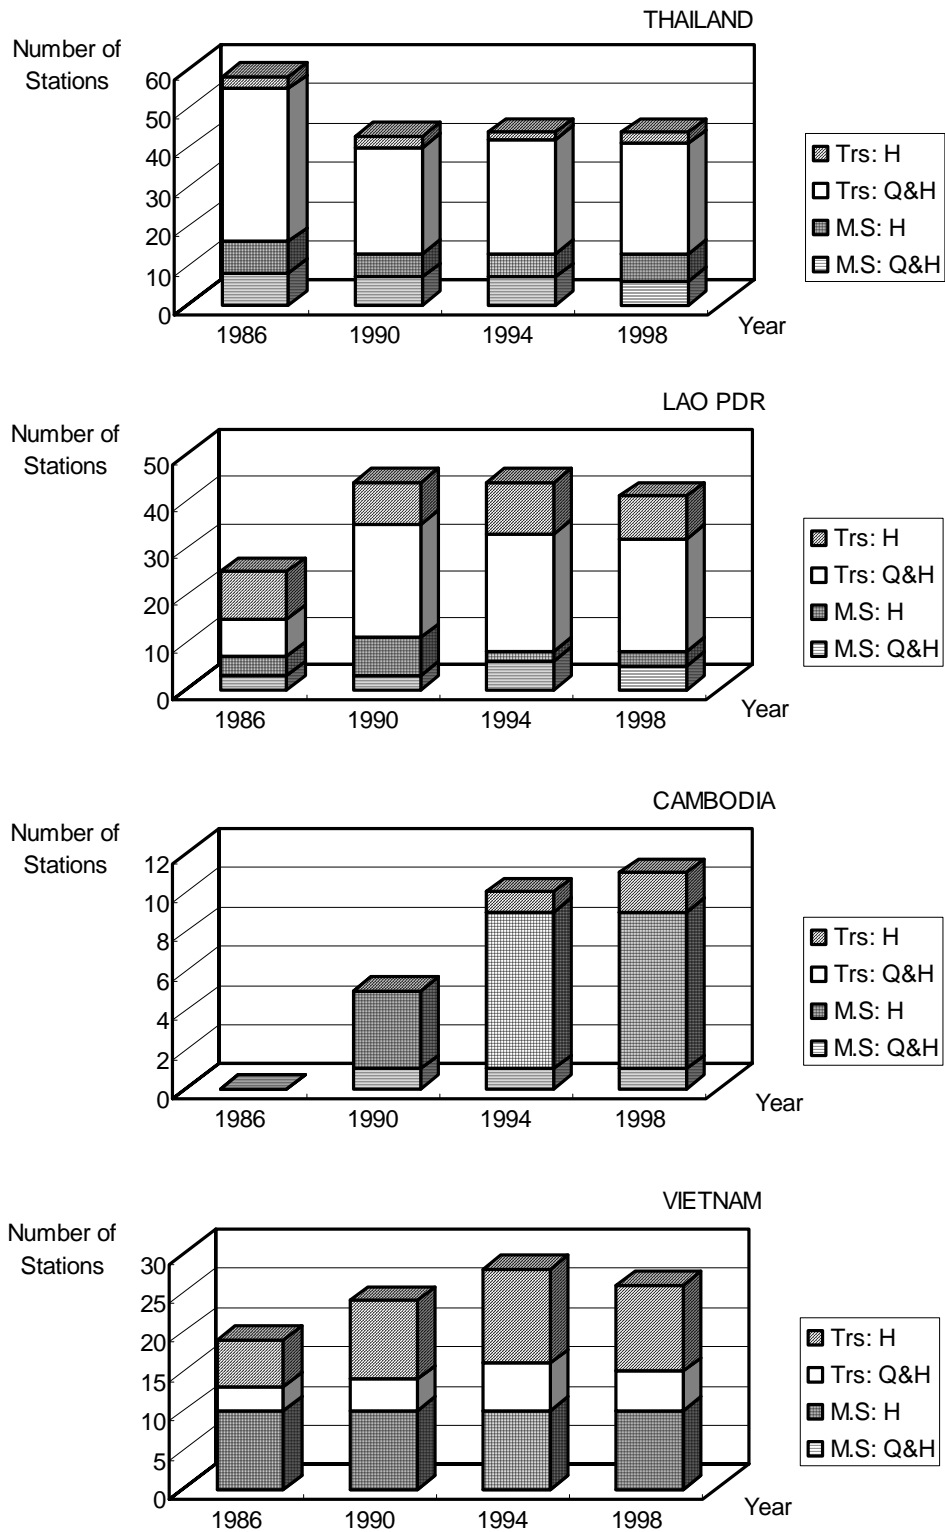 THAILAND
Number of
Stations
60
50
40
30
20
10
0
1986
1990
1994
1998
Year
Trs: H
Trs: Q&H
M.S: H
M.S: Q&H
LAO PDR
Number of
Stations
50
40
30
20
10
0
1986
1990
1994
1998
Year
Trs: H
Trs: Q&H
M.S: H
M.S: Q&H
CAMBODIA
Number of
Stations
12
10
8
6
4
2
0
1986
1990
1994
1998
Year
Trs: H
Trs: Q&H
M.S: H
M.S: Q&H
VIETNAM
Number of
Stations
30
25
20
15
10
5
0
1986
1990
1994
1998
Year
Trs: H
Trs: Q&H
M.S: H
M.S: Q&H